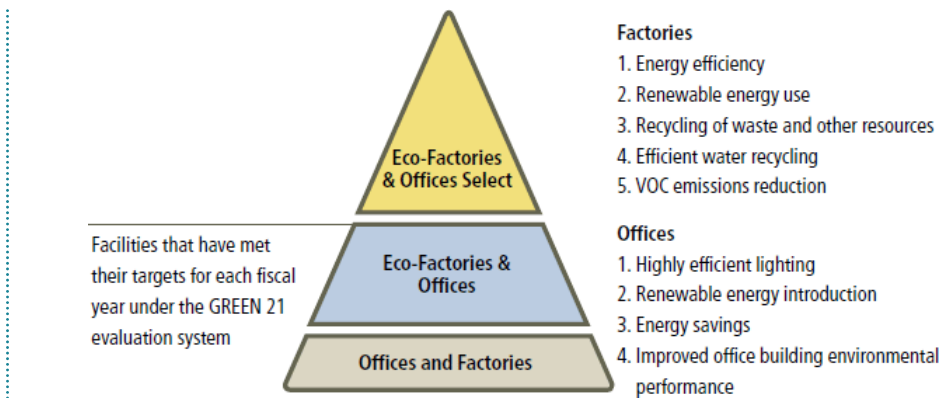 Eco-Factories
& Offices Select
Facilities that have met
their targets for each fiscal
year under the GREEN 21
evaluation system
Eco-Factories &
Offices
Offices and Factories
Factories
1. Energy efficiency
2. Renewable energy use
3. Recycling of waste and other resources
4. Efficient water recycling
5. VOC emissions reduction
Offices
1. Highly efficient lighting
2. Renewable energy introduction
3. Energy savings
4. Improved office building environmental
performance